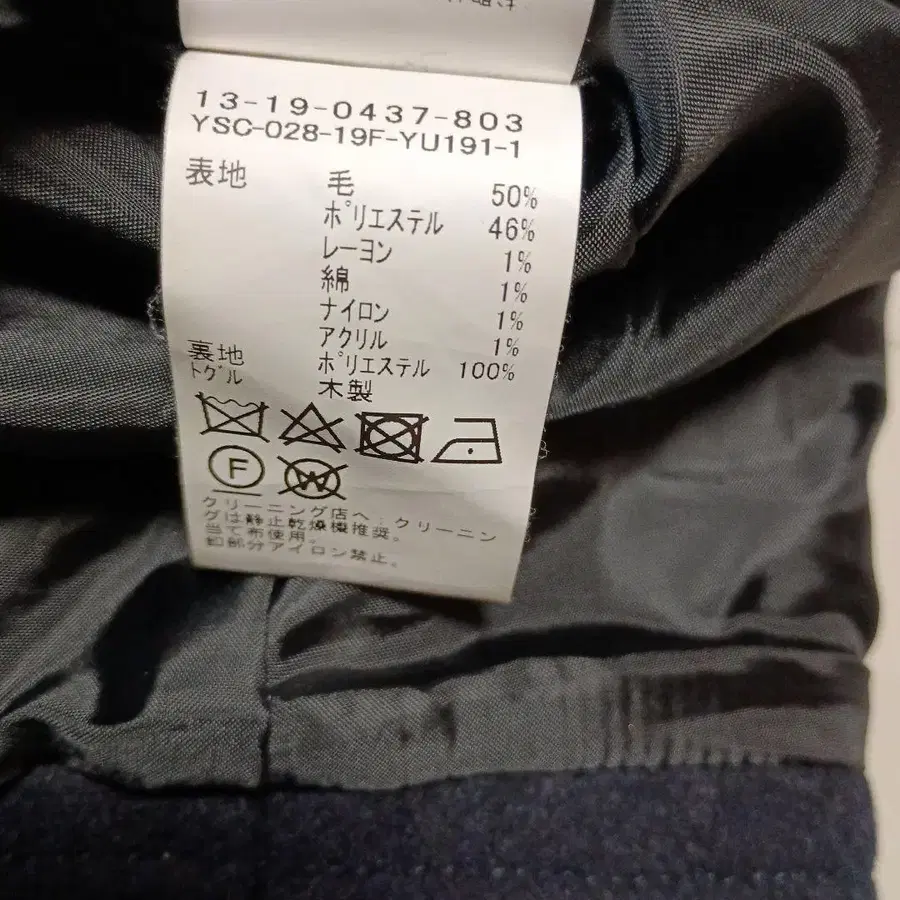 13-19-0437-803
YSC-028-19F-YU191-1
表地 毛 50%
ポリエステル 46%
レーヨン 1%
綿 1%
ナイロン 1%
アクリル 1%
裏地 ポリエステル 100%
トグル 木製
F W
クリーニング店へ:クリーニン
グは静止乾燥機推奨。
当て布使用。
釦部分アイロン禁止。